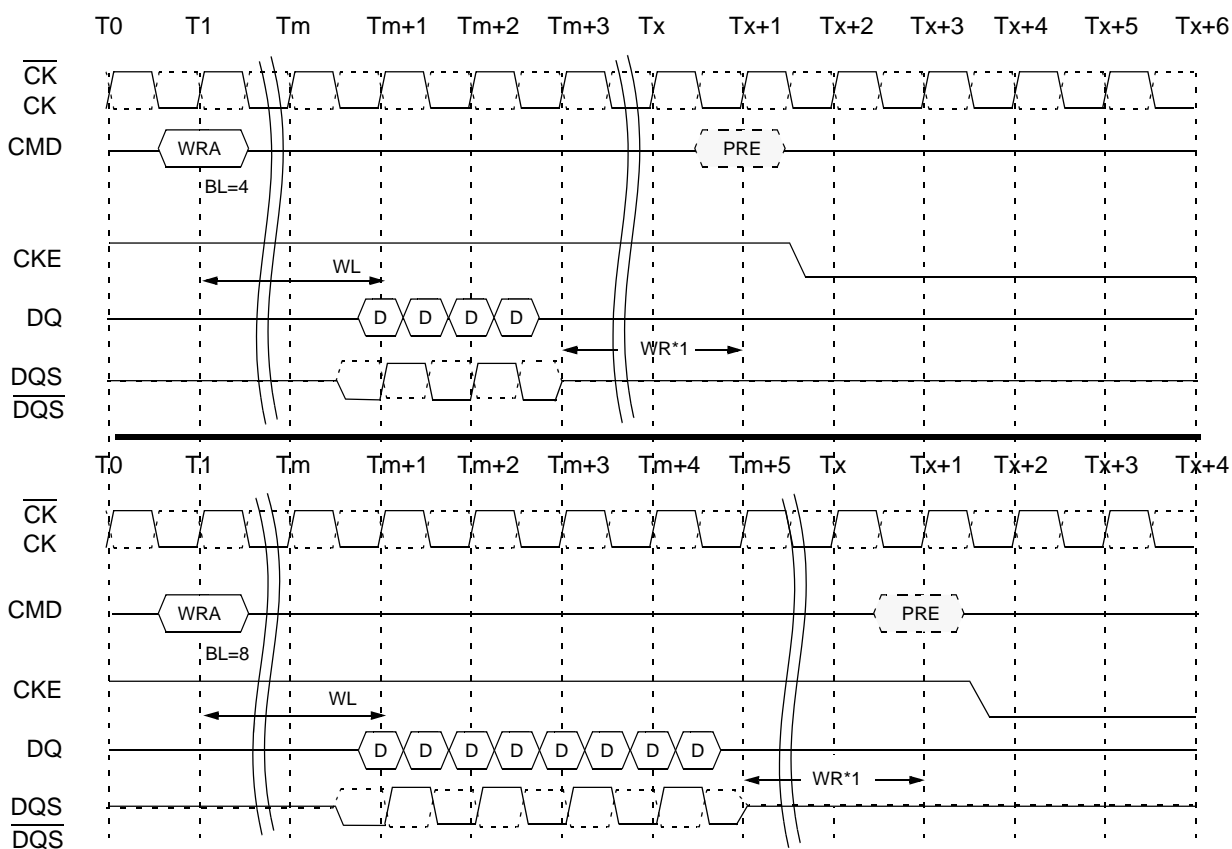 T0 T1 Tm Tm+1 Tm+2 Tm+3 Tx Tx+1 Tx+2 Tx+3 Tx+4 Tx+5 Tx+6
CK
CK
CMD WRA PRE
BL=4
CKE
WL
DQ D D D D
WR*1
DQS
DQS
T0 T1 Tm Tm+1 Tm+2 Tm+3 Tm+4 Tm+5 Tx Tx+1 Tx+2 Tx+3 Tx+4
CK
CK
CMD WRA PRE
BL=8
CKE
WL
DQ D D D D D D D D
WR*1
DQS
DQS